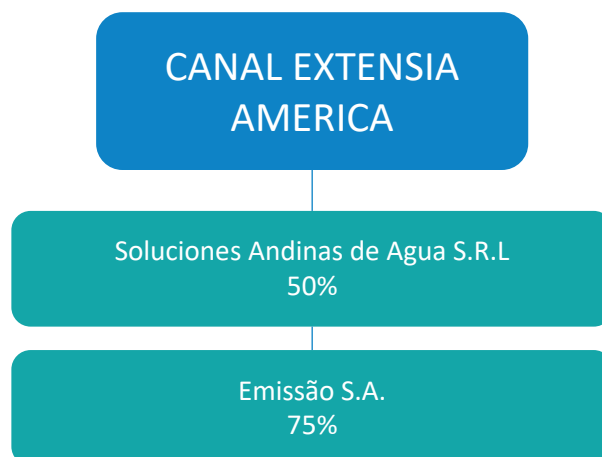 CANAL EXTENSIA
AMERICA
Soluciones Andinas de Agua S.R.L
50%
Emissão S.A.
75%